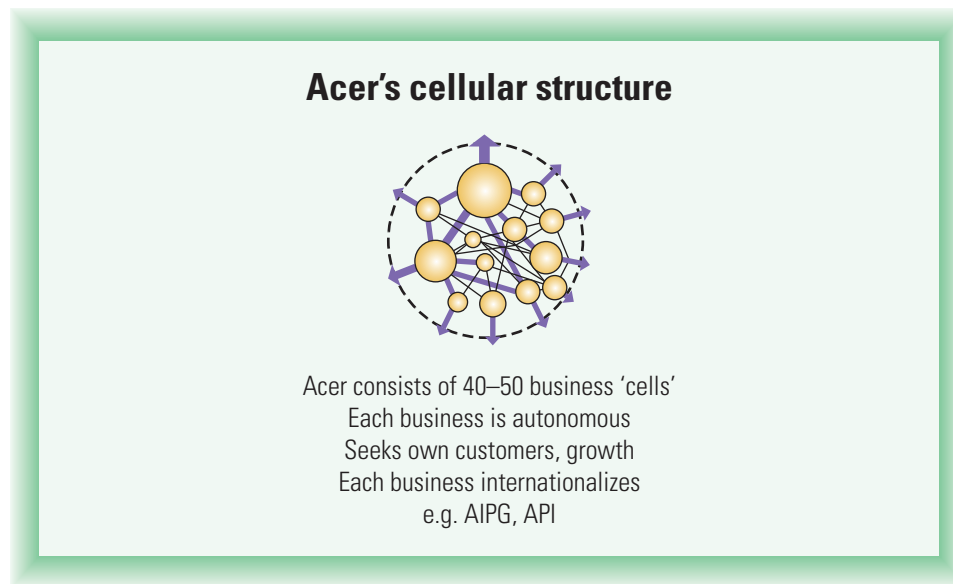 Acer’s cellular structure
Acer consists of 40–50 business ‘cells’
Each business is autonomous
Seeks own customers, growth
Each business internationalizes
e.g. AIPG, API